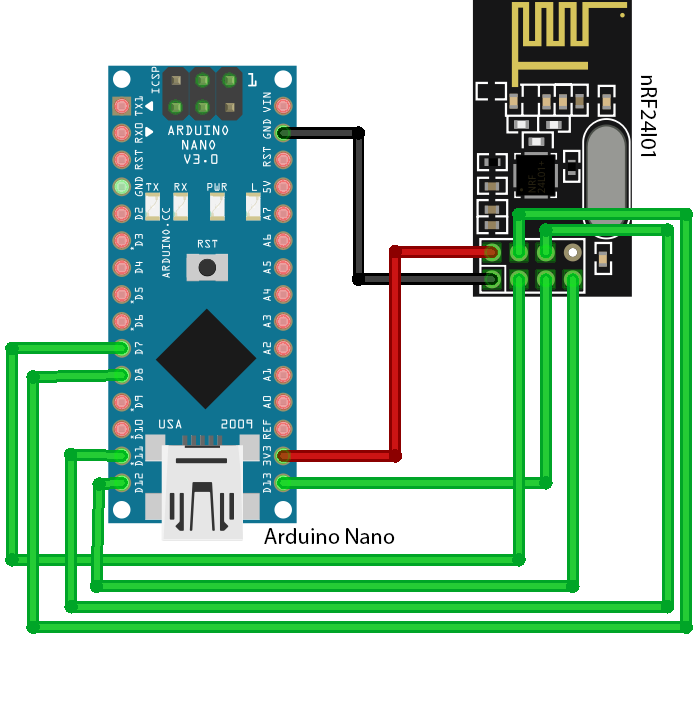 ICSP
1
ARDUINO
NANO
V3.0
TX1
RX0
RST
GND
D2
D3
D4
D5
D6
D7
D8
D9
D10
D11
D12
VIN
GND
RST
5V
A7
A6
A5
A4
A3
A2
A1
A0
REF
3V3
D13
TX RX PWR L
ARDUINO.CC
RST
USA 2009
Arduino Nano
nRF24l01
NRF
24L01+